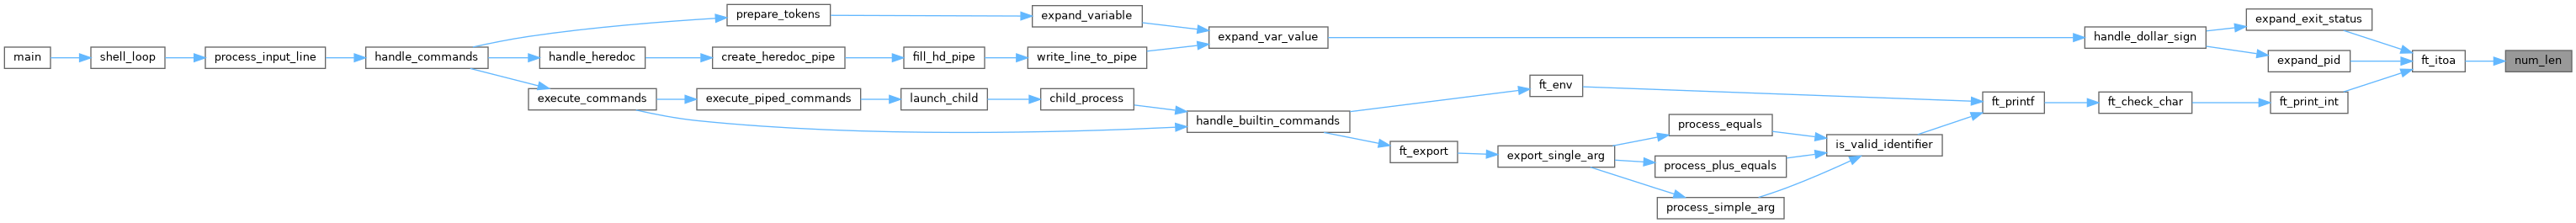 main
shell_loop
process_input_line
handle_commands
prepare_tokens
handle_heredoc
execute_commands
create_heredoc_pipe
execute_piped_commands
fill_hd_pipe
launch_child
expand_variable
write_line_to_pipe
child_process
expand_var_value
handle_builtin_commands
ft_export
ft_env
export_single_arg
process_equals
process_plus_equals
process_simple_arg
is_valid_identifier
ft_printf
handle_dollar_sign
ft_check_char
expand_exit_status
expand_pid
ft_print_int
ft_itoa
num_len